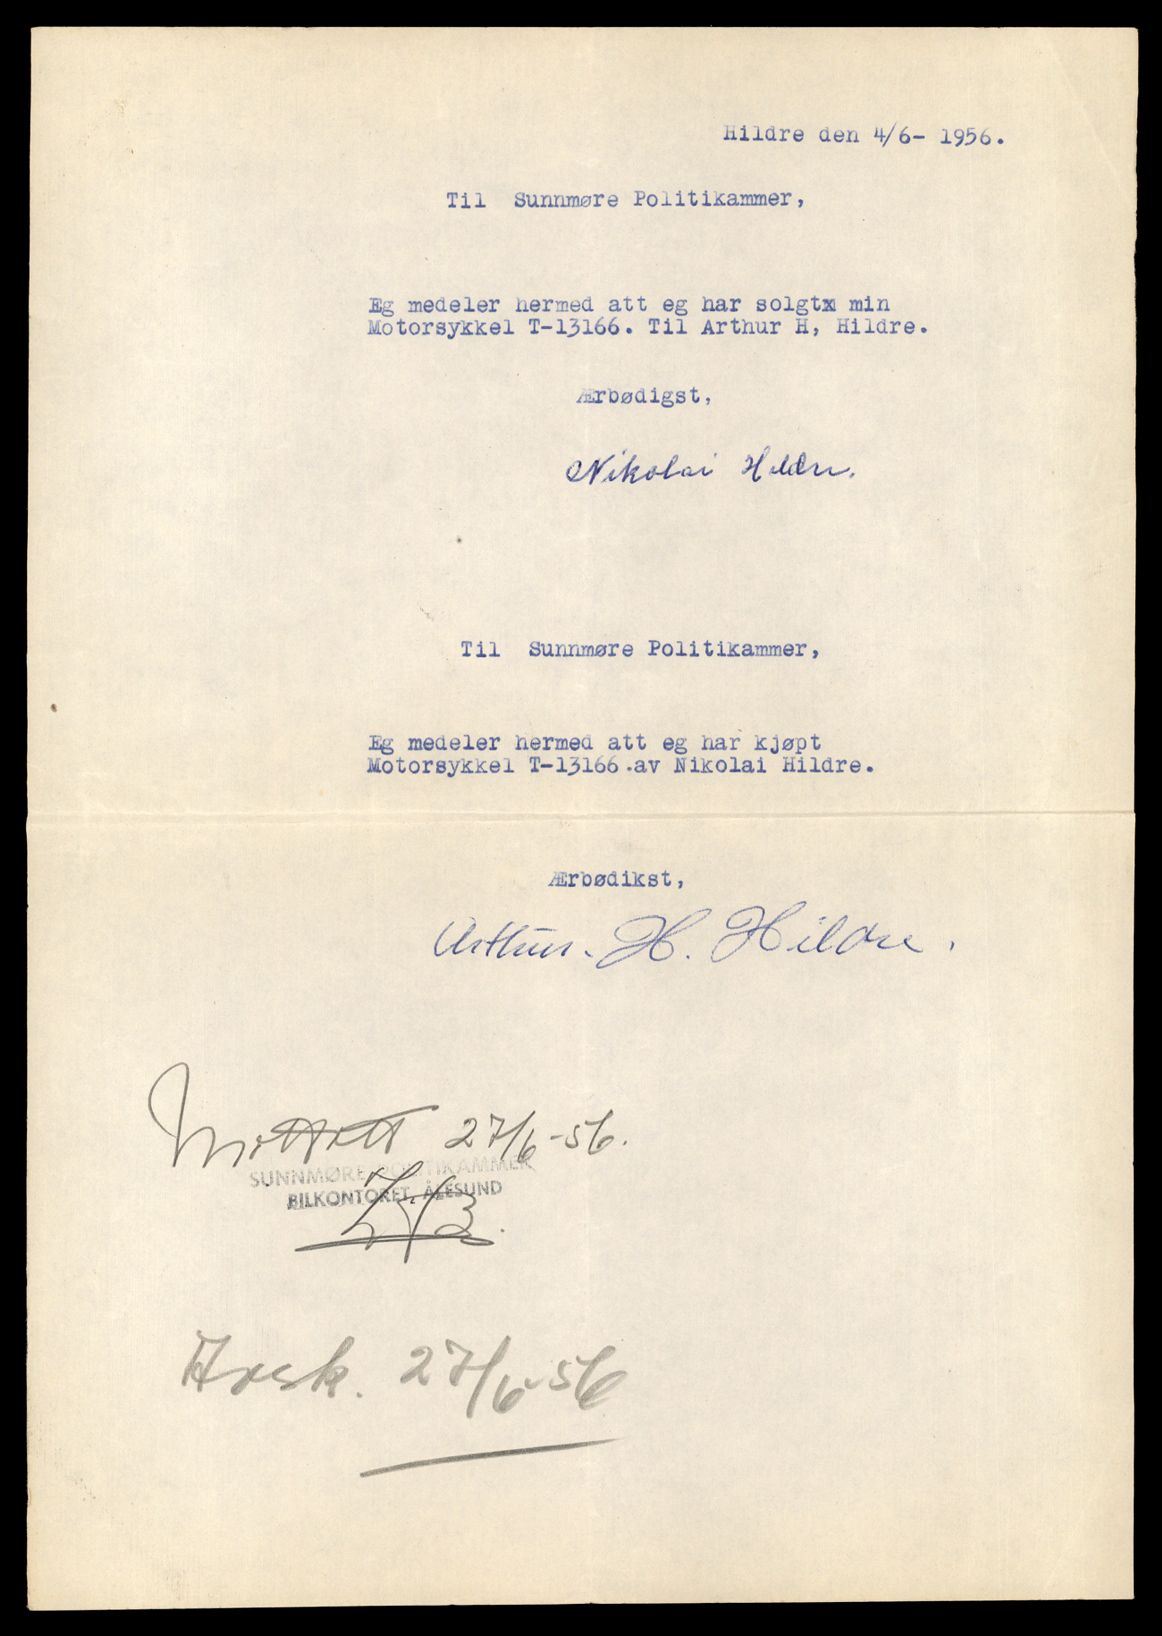 Hildre den 4/6- 1956.
Til Sunnmøre Politikammer,
Eg medeler hermed att eg har solgtx min
Motorsykkel T-13166. Til Arthur H, Hildre.
Ærbødigst,
Nikolai Hildre.
Til Sunnmøre Politikammer,
Eg medeler hermed att eg har kjøpt
Motorsykkel T-13166.av Nikolai Hildre.
Ærbødikst,
Arthur. H. Hildre.
Mottatt 27/6-56.
SUNNMØRE POLITIKAMMER
BILKONTORET, ÅLESUND
27/6-56